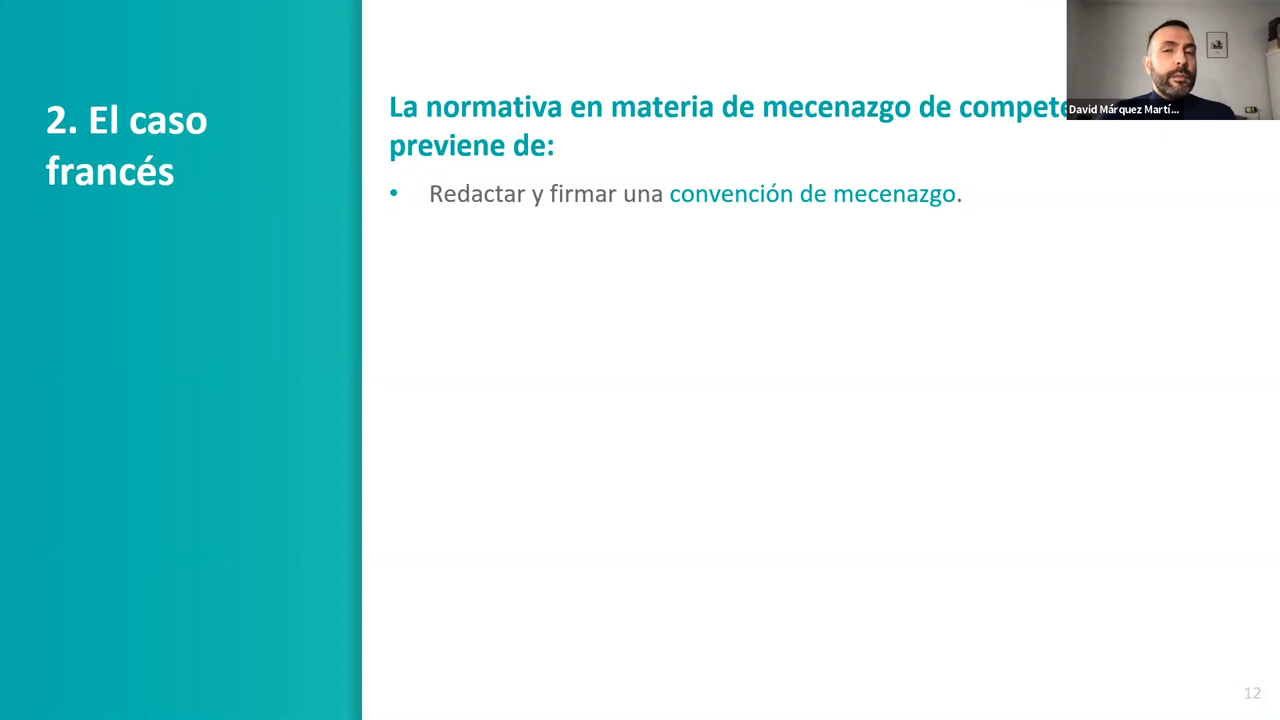 2. El caso
francés
La normativa en materia de mecenazgo de
previene de:
• Redactar y firmar una convención de mecenazgo.
David Márquez Martí...
12